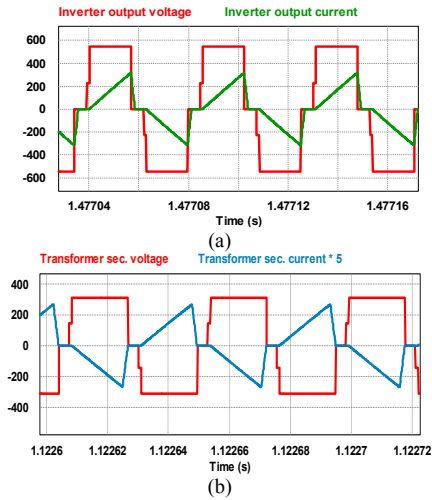 Inverter output voltage Inverter output current
600
400
200
0
-200
-400
-600
1.47704 1.47708 1.47712 1.47716
Time (s)
(a)
Transformer sec. voltage Transformer sec. current * 5
400
200
0
-200
-400
1.1226 1.12262 1.12264 1.12266 1.12268 1.1227 1.12272
Time (s)
(b)